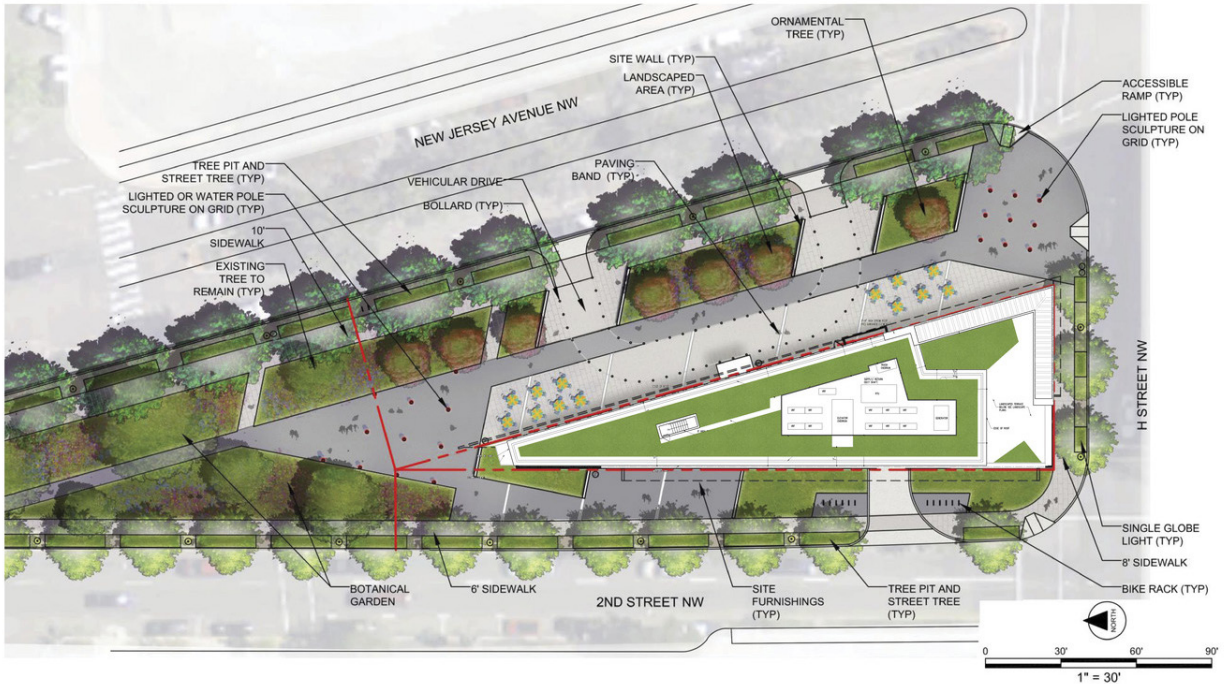 ORNAMENTAL
TREE (TYP)
SITE WALL (TYP)
LANDSCAPED
AREA (TYP)
ACCESSIBLE
RAMP (TYP)
LIGHTED POLE
SCULPTURE ON
GRID (TYP)
NEW JERSEY AVENUE NW
TREE PIT AND
STREET TREE (TYP)
LIGHTED OR WATER POLE
SCULPTURE ON GRID (TYP)
10'
SIDEWALK
EXISTING
TREE TO
REMAIN (TYP)
VEHICULAR DRIVE
BOLLARD (TYP)
PAVING
BAND (TYP)
H STREET NW
BOTANICAL
GARDEN
6' SIDEWALK
2ND STREET NW
SITE
FURNISHINGS
(TYP)
TREE PIT AND
STREET TREE
(TYP)
SINGLE GLOBE
LIGHT (TYP)
8' SIDEWALK
BIKE RACK (TYP)
NORTH
0 30' 60' 90'
1" = 30'